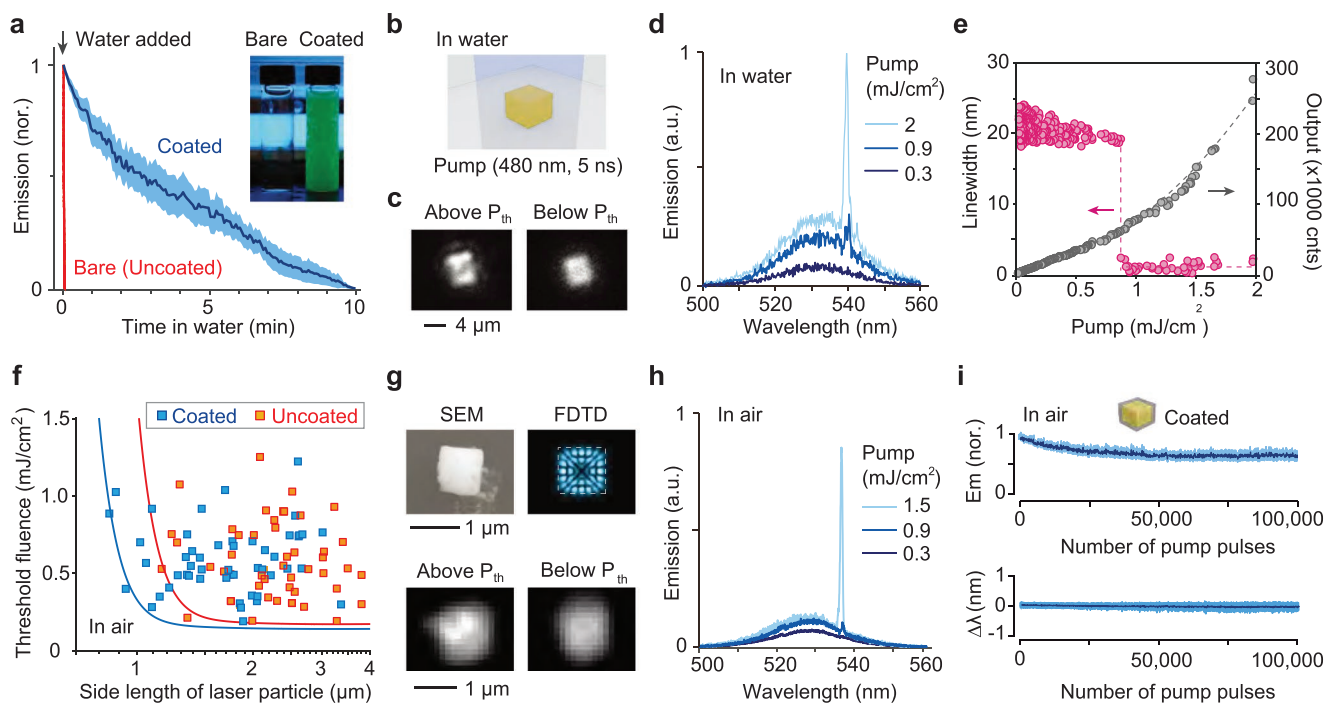 a
Water added
Bare Coated
1
Emission (nor.)
Coated
Bare (Uncoated)
0
0 5 10
Time in water (min)
b
In water
Pump (480 nm, 5 ns)
c
Above Pth Below Pth
4 μm
d
1
In water
Pump
(mJ/cm2)
2
0.9
0.3
Emission (a.u.)
0
500 520 540 560
Wavelength (nm)
e
30
20
10
0
Linewidth (nm)
300
200
100
0
Output (x1000 cnts)
0 0.5 1 1.5 2
Pump (mJ/cm2)
f
Coated Uncoated
1.5
1.0
0.5
0
Threshold fluence (mJ/cm2)
In air
1 2 3 4
Side length of laser particle (μm)
g
SEM FDTD
1 μm
Above Pth Below Pth
1 μm
h
1
In air
Pump
(mJ/cm2)
1.5
0.9
0.3
Emission (a.u.)
0
500 520 540 560
Wavelength (nm)
i
In air Coated
1
0
Em (nor.)
0 50,000 100,000
Number of pump pulses
1
0
-1
Δλ (nm)
0 50,000 100,000
Number of pump pulses